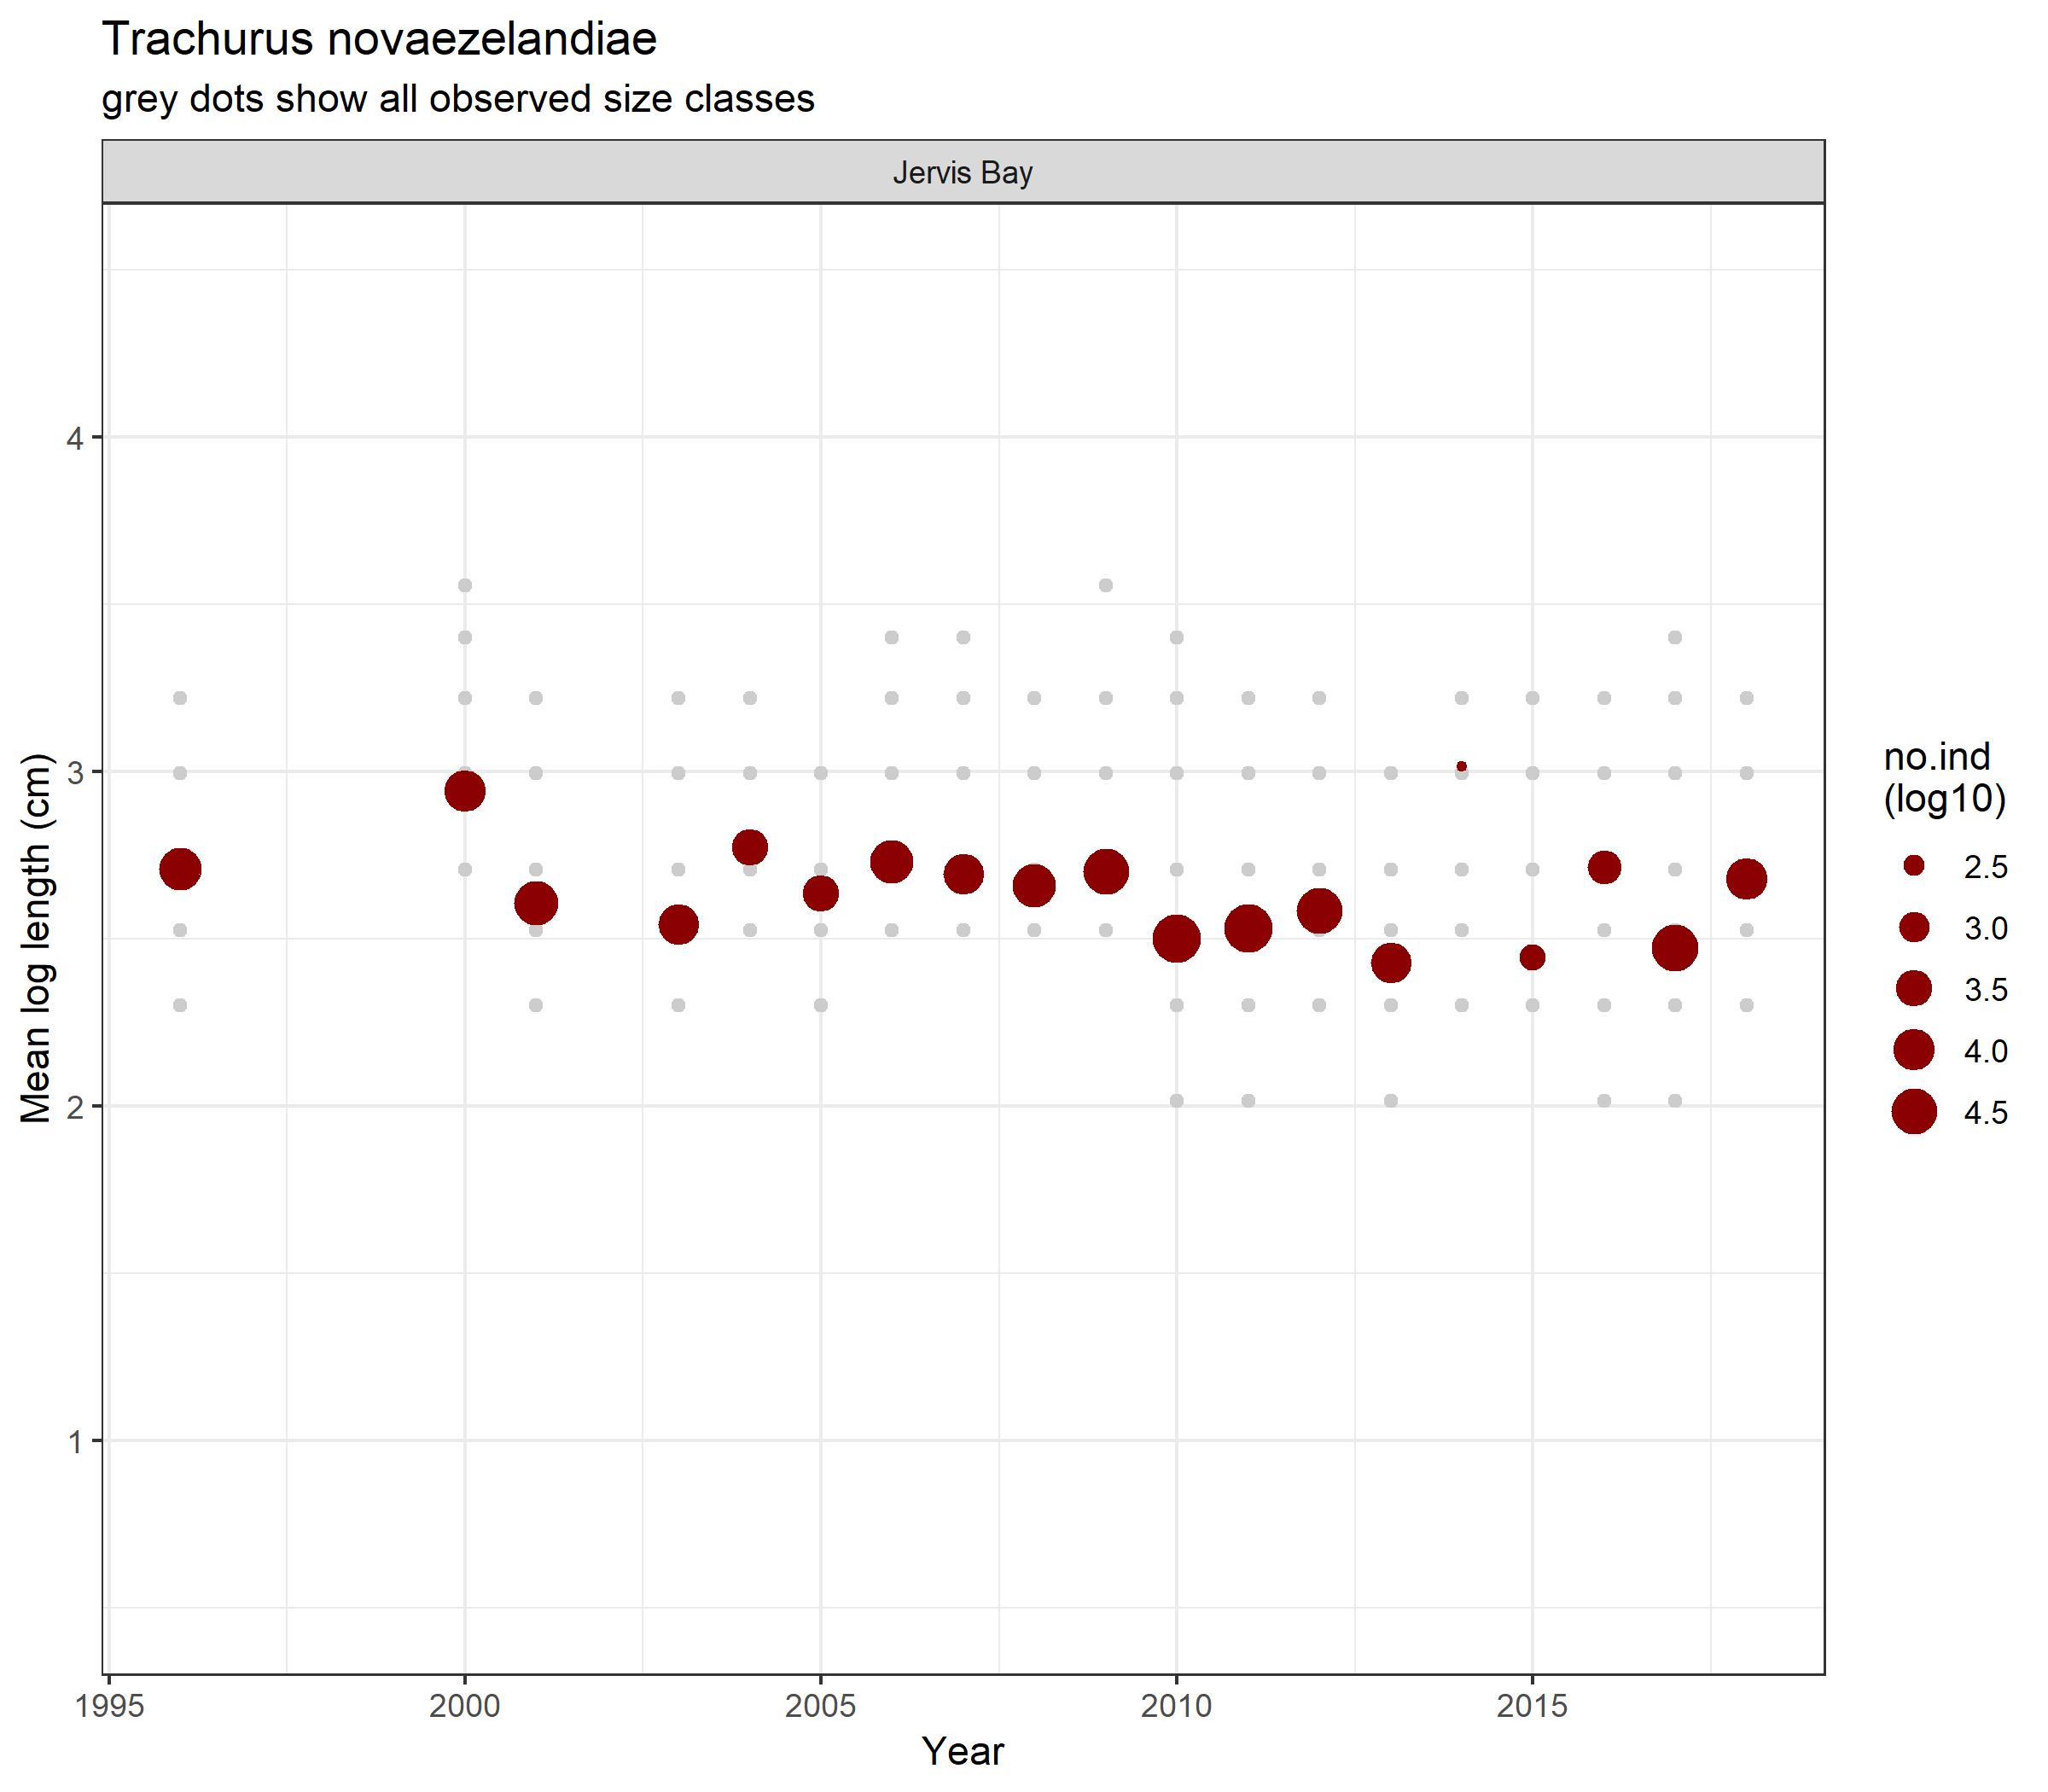 Trachurus novaezelandiae
grey dots show all observed size classes
Jervis Bay
Mean log length (cm)
4
3
2
1
1995
2000
2005
2010
2015
Year
no.ind
(log10)
2.5
3.0
3.5
4.0
4.5